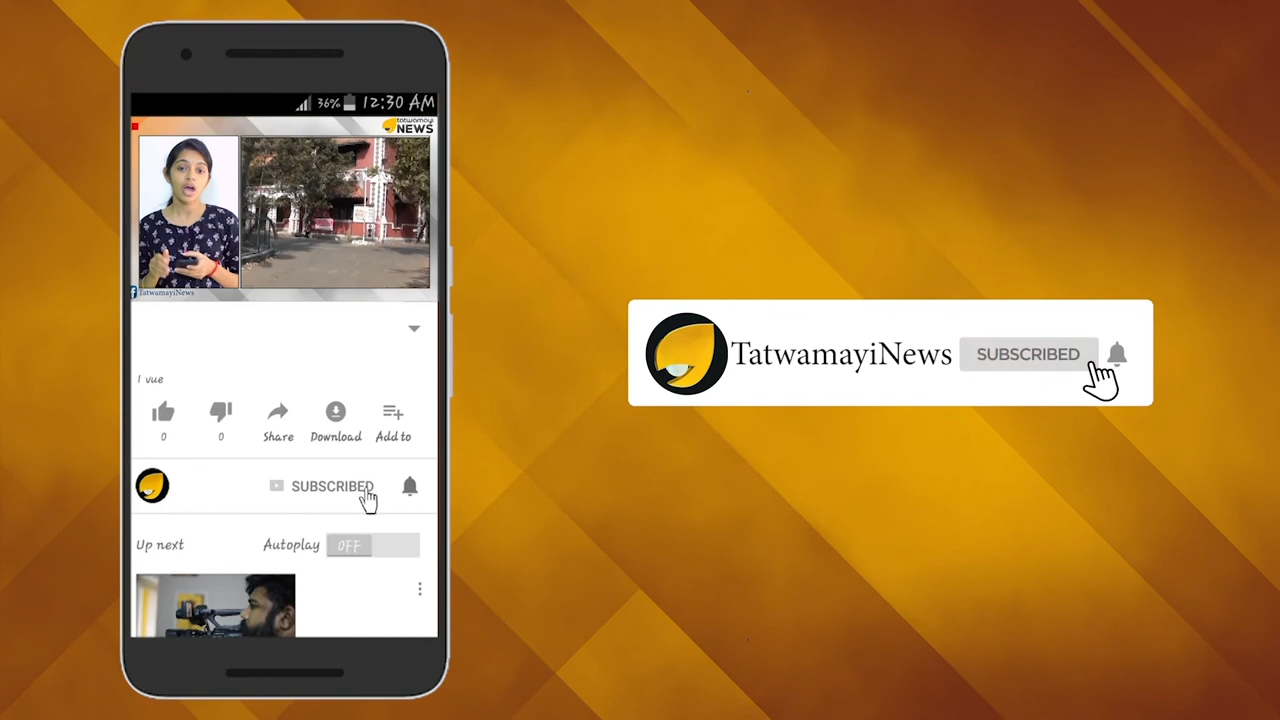 36% 12:30 AM
tatwamayi
NEWS
TatwamayiNews
1 vue
0 0 Share Download Add to
SUBSCRIBED
Up next Autoplay OFF
TatwamayiNews SUBSCRIBED